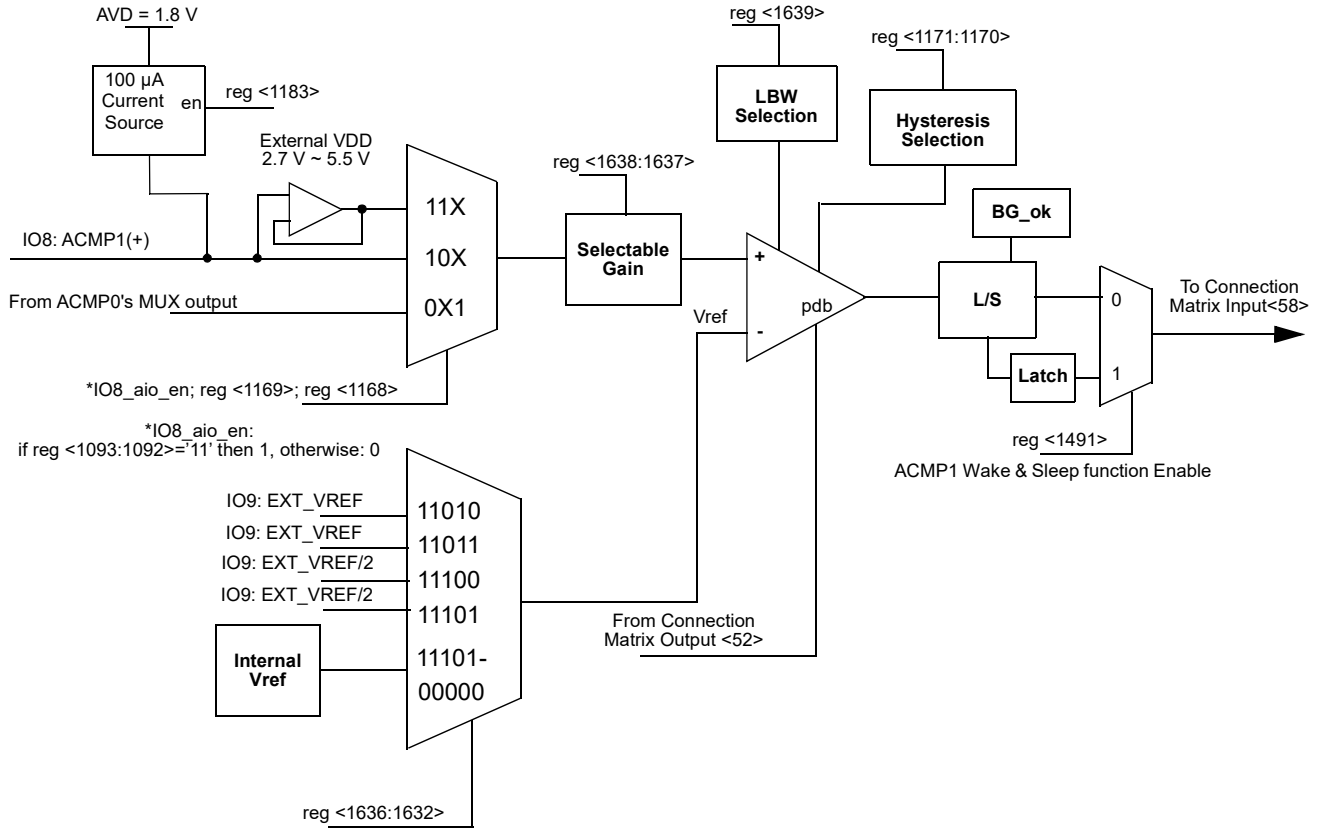 AVD = 1.8 V
reg <1639>
reg <1171:1170>
100 µA
Current
Source
en
reg <1183>
LBW
Selection
Hysteresis
Selection
External VDD
2.7 V ~ 5.5 V
reg <1638:1637>
11X
BG_ok
IO8: ACMP1(+)
10X
Selectable
Gain
+
To Connection
Matrix Input<58>
From ACMP0's MUX output
0X1
Vref
-
pdb
L/S
0
Latch
1
*IO8_aio_en; reg <1169>; reg <1168>
*IO8_aio_en:
if reg <1093:1092>='11' then 1, otherwise: 0
reg <1491>
ACMP1 Wake & Sleep function Enable
IO9: EXT_VREF
11010
IO9: EXT_VREF
11011
IO9: EXT_VREF/2
11100
IO9: EXT_VREF/2
11101
From Connection
Matrix Output <52>
Internal
Vref
11101-
00000
reg <1636:1632>